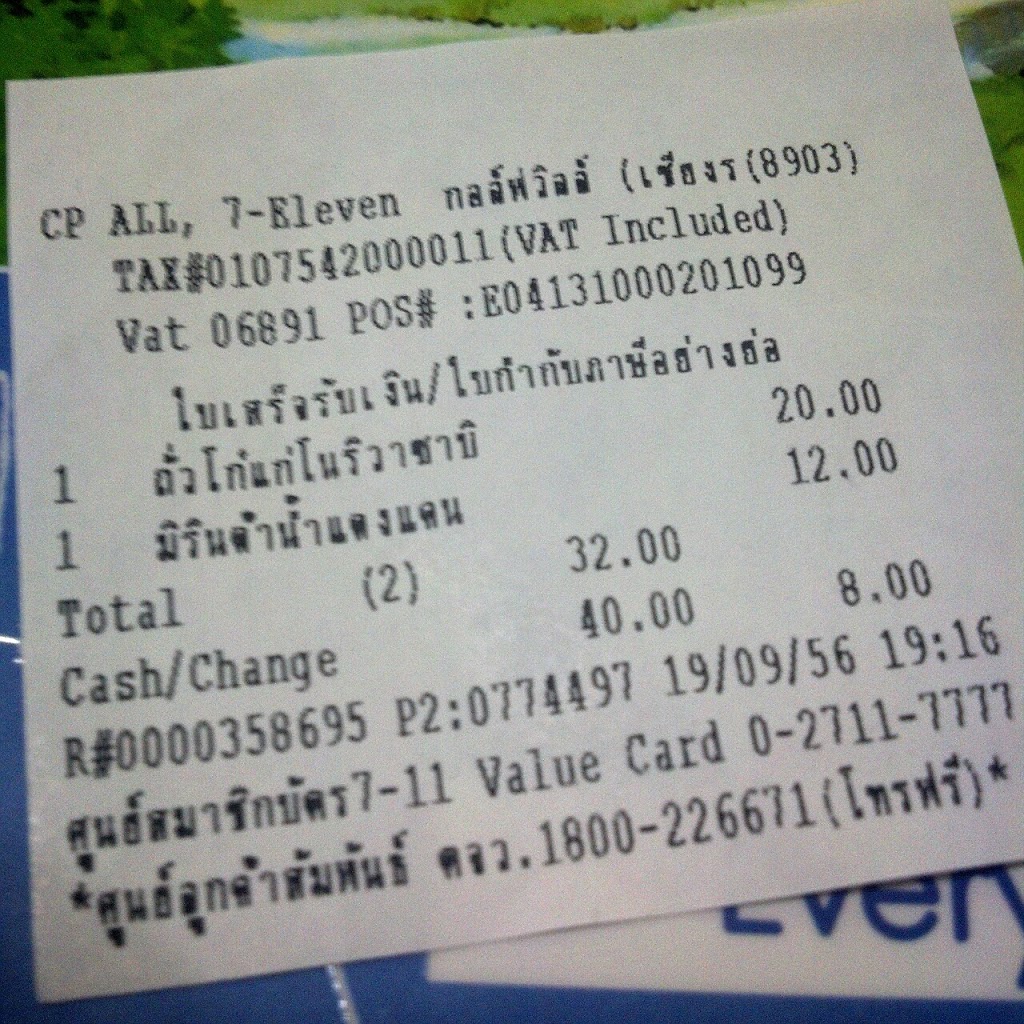 CP ALL, 7-Eleven กลล์ฟวิลล์ (เชียงร(8903)
TAX#0107542000011(VAT Included)
Vat 06891 POS# :E04131000201099
ใบเสร็จรับเงิน/ใบกำกับภาษีอย่างย่อ
1 ถั่วโก๋แก่โนริวาซาบิ 20.00
1 มิรินด้าน้ำแดงแคน 12.00
Total (2) 32.00
Cash/Change 40.00 8.00
R#0000358695 P2:0774497 19/09/56 19:16
ศูนย์สมาชิกบัตร7-11 Value Card 0-2711-7777
*ศูนย์ลูกค้าสัมพันธ์ ตจว.1800-226671(โทรฟรี)*
Every